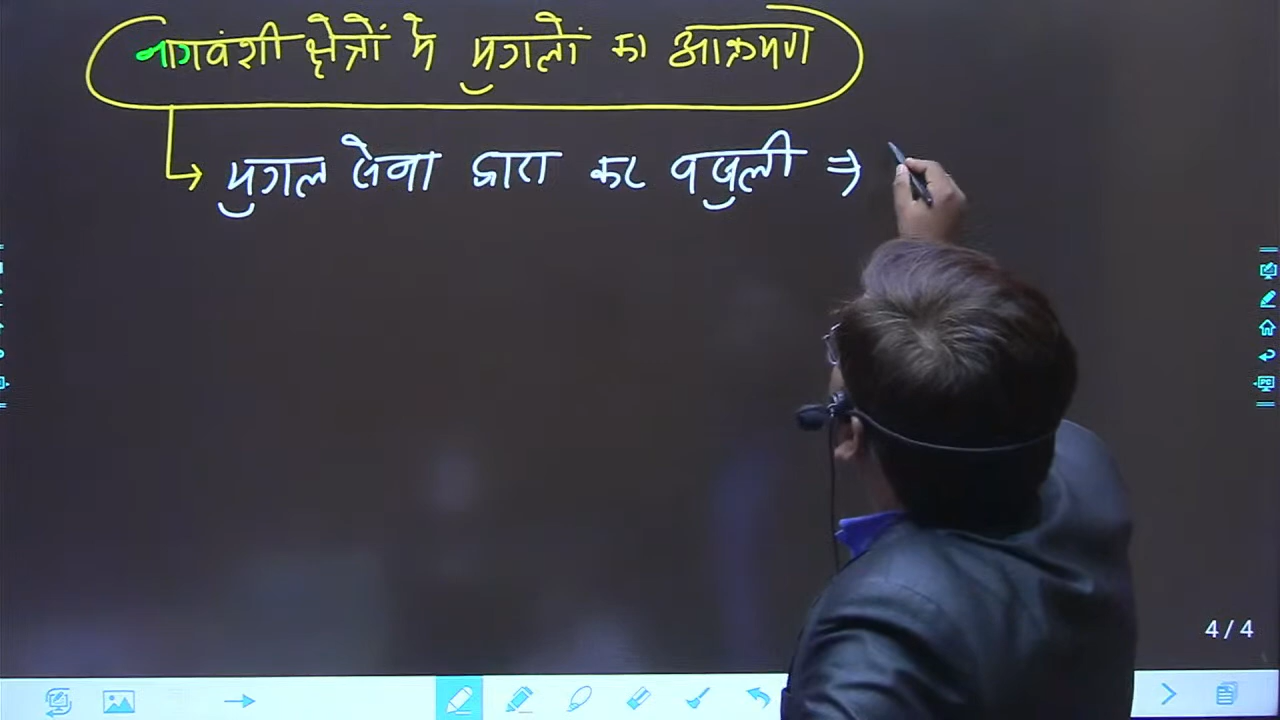 नागवंशी क्षेत्रों मे मुगलों का आक्रमण
मुगल सेना द्वारा कर वसुली ⇒
4 / 4